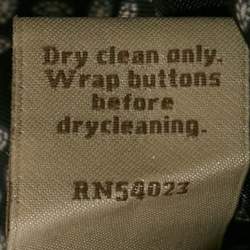 Dry clean only.
Wrap buttons
before
drycleaning.
RN54023